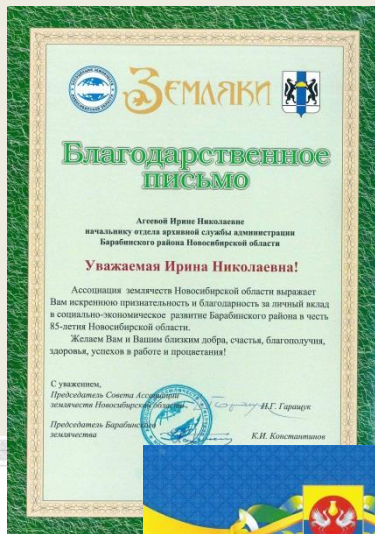 Земляки
Благодарственное
письмо
Агеевой Ирине Николаевне
начальнику отдела архивной службы администрации
Барабинского района Новосибирской области
Уважаемая Ирина Николаевна!
Ассоциация землячеств Новосибирской области выражает
Вам искреннюю признательность и благодарность за личный вклад
в социально-экономическое развитие Барабинского района в честь
85-летия Новосибирской области.
Желаем Вам и Вашим близким добра, счастья, благополучия,
здоровья, успехов в работе и процветания!
С уважением,
Председатель Совета Ассоциации
землячеств Новосибирской области
Н.Г. Гаращук
Председатель Барабинского
землячества
К.И. Константинов